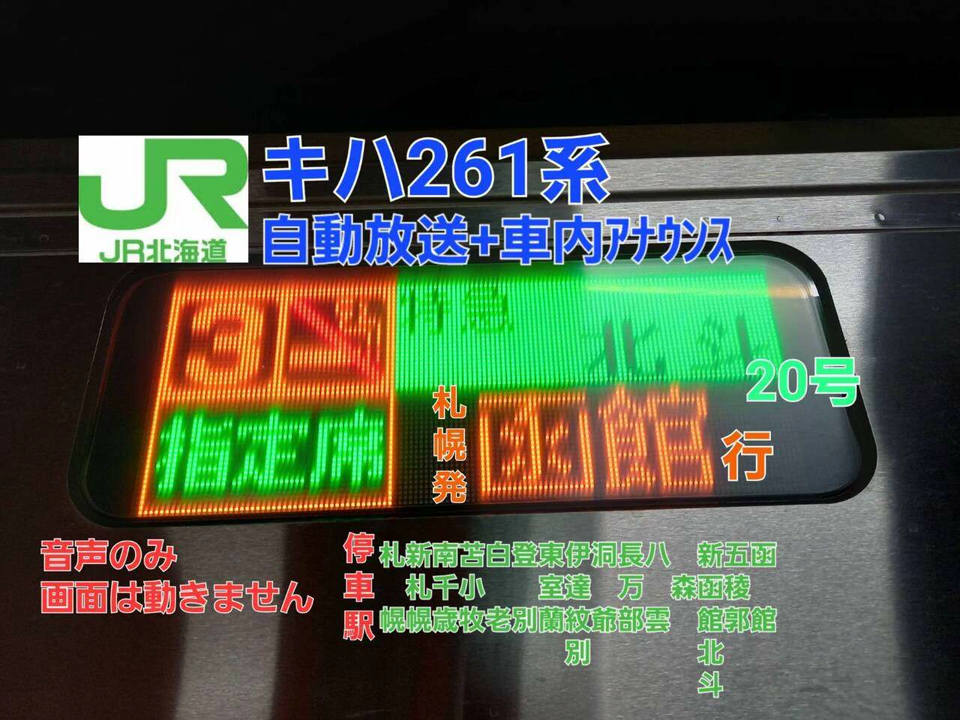 JR
JR北海道
キハ261系
自動放送+車内ｱﾅｳﾝｽ
3
特急
北斗
20号
指定席
札幌発
函館
行
音声のみ
画面は動きません
停車駅
札幌
新札幌
南千歳
苫小牧
白老
登別
東室蘭
伊達紋別
洞爺
長万部
八雲
森
新函館北斗
五稜郭
函館